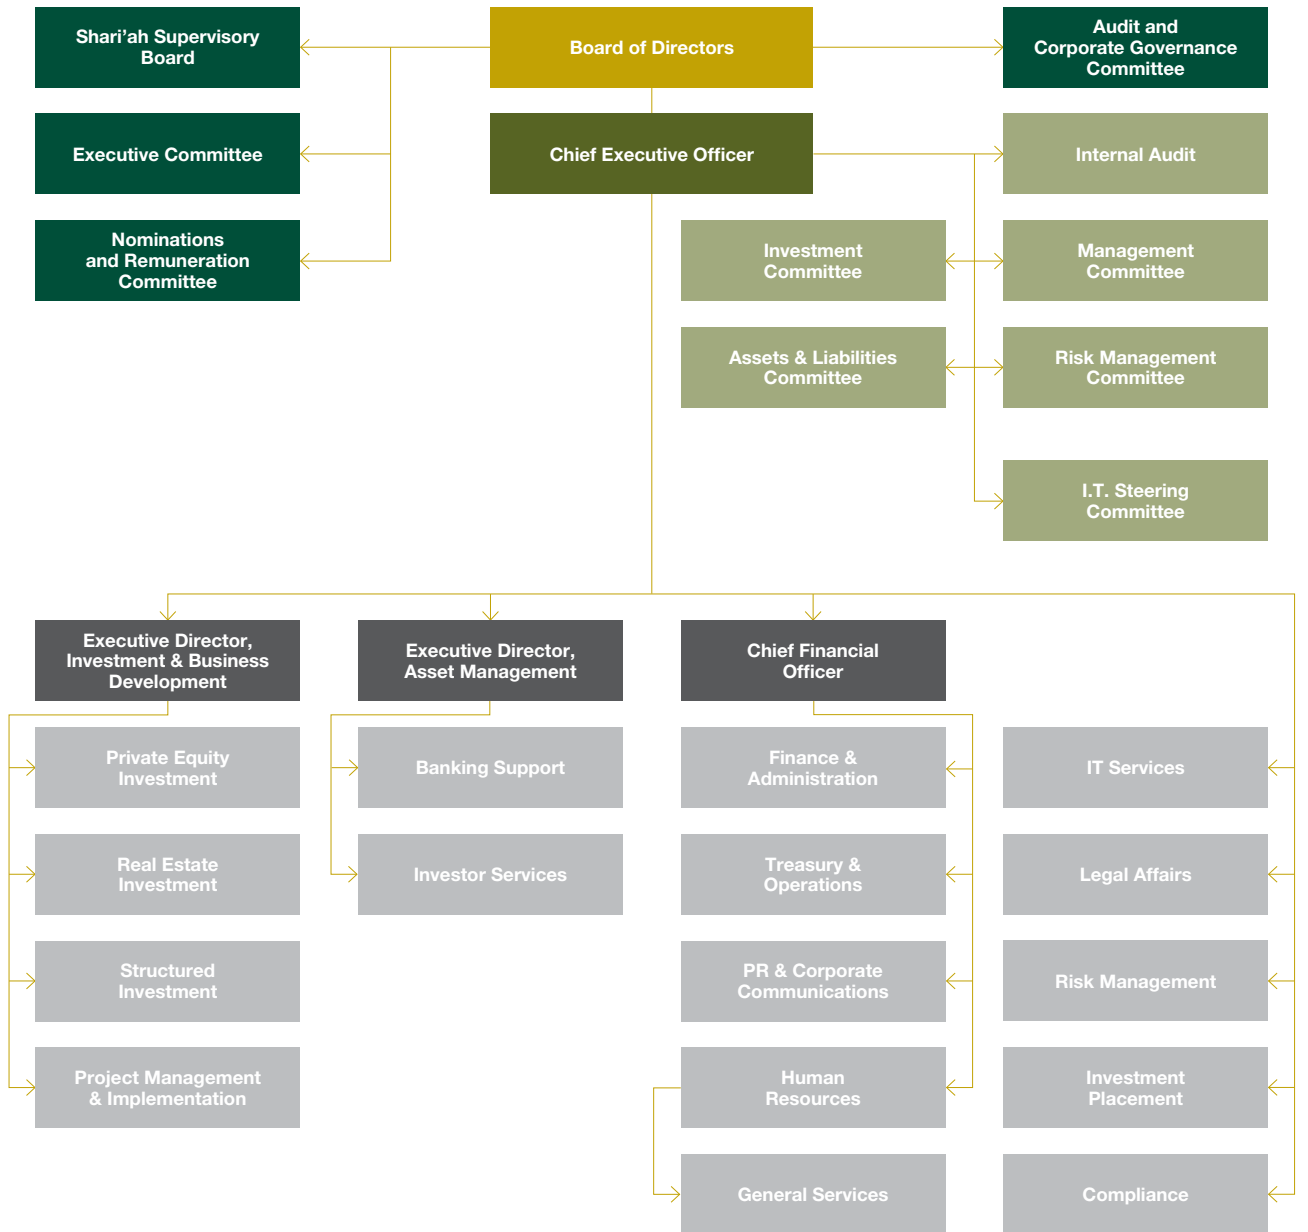 Shari’ah Supervisory
Board
Board of Directors
Audit and
Corporate Governance
Committee
Executive Committee
Chief Executive Officer
Internal Audit
Nominations
and Remuneration
Committee
Investment
Committee
Management
Committee
Assets & Liabilities
Committee
Risk Management
Committee
I.T. Steering
Committee
Executive Director,
Investment & Business
Development
Executive Director,
Asset Management
Chief Financial
Officer
Private Equity
Investment
Banking Support
Finance &
Administration
IT Services
Real Estate
Investment
Investor Services
Treasury &
Operations
Legal Affairs
Structured
Investment
PR & Corporate
Communications
Risk Management
Project Management
& Implementation
Human
Resources
Investment
Placement
General Services
Compliance